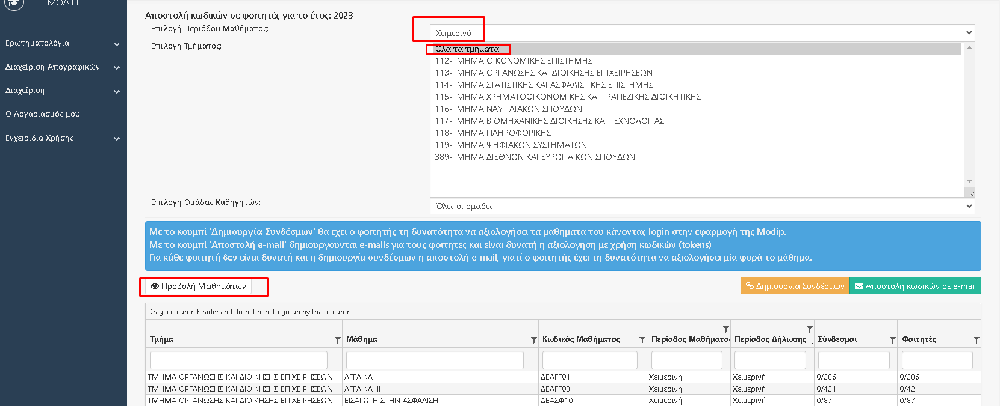 ΜΟΔΙΠ
Ερωτηματολόγια
Διαχείριση Απογραφικών
Διαχείριση
Ο Λογαριασμός μου
Εγχειρίδια Χρήσης
Αποστολή κωδικών σε φοιτητές για το έτος: 2023
Επιλογή Περιόδου Μαθήματος:
Χειμερινό
Επιλογή Τμήματος:
Όλα τα τμήματα
112-ΤΜΗΜΑ ΟΙΚΟΝΟΜΙΚΗΣ ΕΠΙΣΤΗΜΗΣ
113-ΤΜΗΜΑ ΟΡΓΑΝΩΣΗΣ ΚΑΙ ΔΙΟΙΚΗΣΗΣ ΕΠΙΧΕΙΡΗΣΕΩΝ
114-ΤΜΗΜΑ ΣΤΑΤΙΣΤΙΚΗΣ ΚΑΙ ΑΣΦΑΛΙΣΤΙΚΗΣ ΕΠΙΣΤΗΜΗΣ
115-ΤΜΗΜΑ ΧΡΗΜΑΤΟΟΙΚΟΝΟΜΙΚΗΣ ΚΑΙ ΤΡΑΠΕΖΙΚΗΣ ΔΙΟΙΚΗΤΙΚΗΣ
116-ΤΜΗΜΑ ΝΑΥΤΙΛΙΑΚΩΝ ΣΠΟΥΔΩΝ
117-ΤΜΗΜΑ ΒΙΟΜΗΧΑΝΙΚΗΣ ΔΙΟΙΚΗΣΗΣ ΚΑΙ ΤΕΧΝΟΛΟΓΙΑΣ
118-ΤΜΗΜΑ ΠΛΗΡΟΦΟΡΙΚΗΣ
119-ΤΜΗΜΑ ΨΗΦΙΑΚΩΝ ΣΥΣΤΗΜΑΤΩΝ
389-ΤΜΗΜΑ ΔΙΕΘΝΩΝ ΚΑΙ ΕΥΡΩΠΑΪΚΩΝ ΣΠΟΥΔΩΝ
Επιλογή Ομάδας Καθηγητών:
Όλες οι ομάδες
Με το κουμπί 'Δημιουργία Συνδέσμων' θα έχει ο φοιτητής τη δυνατότητα να αξιολογήσει τα μαθήματά του κάνοντας login στην εφαρμογή της Modip.
Με το κουμπί 'Αποστολή e-mail' δημιουργούνται e-mails για τους φοιτητές και είναι δυνατή η αξιολόγηση με χρήση κωδικών (tokens)
Για κάθε φοιτητή δεν είναι δυνατή και η δημιουργία συνδέσμων η αποστολή e-mail, γιατί ο φοιτητής έχει τη δυνατότητα να αξιολογήσει μία φορά το μάθημα.
Προβολή Μαθημάτων
Δημιουργία Συνδέσμων
Αποστολή κωδικών σε e-mail
Drag a column header and drop it here to group by that column
Τμήμα Μάθημα Κωδικός Μαθήματος Περίοδος Μαθήματο Περίοδος Δήλωσης Σύνδεσμοι Φοιτητές
ΤΜΗΜΑ ΟΡΓΑΝΩΣΗΣ ΚΑΙ ΔΙΟΙΚΗΣΗΣ ΕΠΙΧΕΙΡΗΣΕΩΝ ΑΓΓΛΙΚΑ Ι ΔΕΑΓΓ01 Χειμερινή Χειμερινή 0/386 0/386
ΤΜΗΜΑ ΟΡΓΑΝΩΣΗΣ ΚΑΙ ΔΙΟΙΚΗΣΗΣ ΕΠΙΧΕΙΡΗΣΕΩΝ ΑΓΓΛΙΚΑ ΙΙΙ ΔΕΑΓΓ03 Χειμερινή Χειμερινή 0/421 0/421
ΤΜΗΜΑ ΟΡΓΑΝΩΣΗΣ ΚΑΙ ΔΙΟΙΚΗΣΗΣ ΕΠΙΧΕΙΡΗΣΕΩΝ ΕΙΣΑΓΩΓΗ ΣΤΗΝ ΑΣΦΑΛΙΣΗ ΔΕΑΣΦ10 Χειμερινή Χειμερινή 0/87 0/87